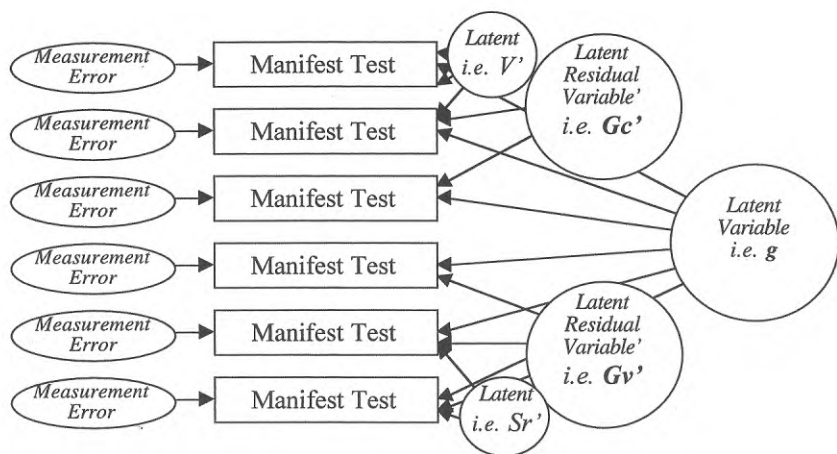 Measurement
Error
Manifest Test
Latent
i.e. V'
Latent
Residual
Variable'
i.e. Gc'
Measurement
Error
Manifest Test
Measurement
Error
Manifest Test
Latent
Variable
i.e. g
Measurement
Error
Manifest Test
Latent
Residual
Variable'
i.e. Gv'
Measurement
Error
Manifest Test
Measurement
Error
Manifest Test
Latent
i.e. Sr'